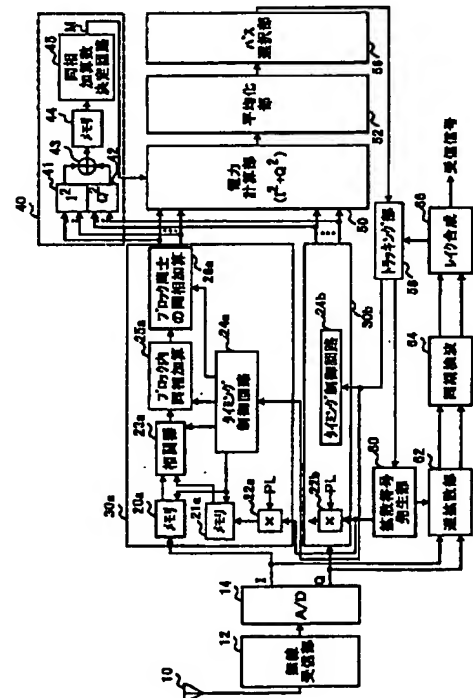 10
12
無線
受信部
14
A/D
I
Q
30a
20a
メモリ
21a
メモリ
22a
×
PL
23a
相関器
25a
ブロック内
同相加算
26a
ブロック同士
の同相加算
24a
タイミング
制御回路
30b
22b
×
PL
24b
タイミング制御回路
40
41
I²
Q²
42
43
44
メモリ
45
同相
加算数
決定回路
M
50
電力
計算部
(I²+Q²)
52
平均化
部
56
パス
選択部
58
トラッキング部
60
拡散符号
発生部
62
逆拡散部
64
同期検波
66
レイク合成
受信信号